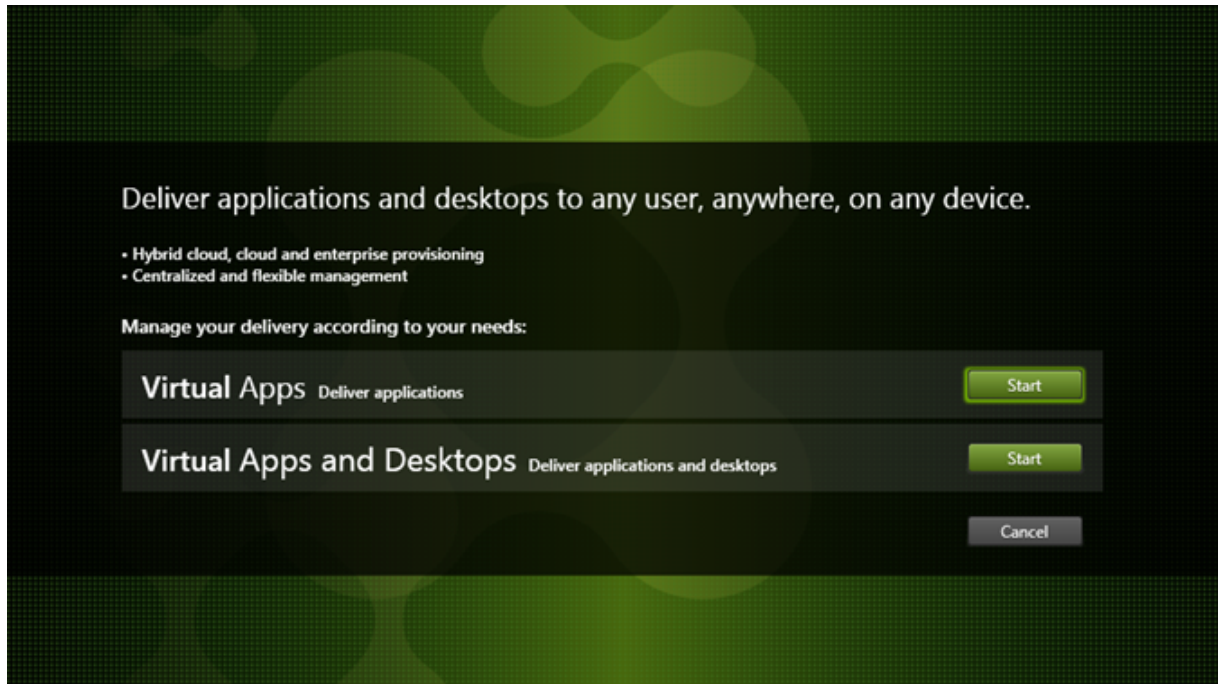 Deliver applications and desktops to any user, anywhere, on any device.
• Hybrid cloud, cloud and enterprise provisioning
• Centralized and flexible management
Manage your delivery according to your needs:
Virtual Apps Deliver applications Start
Virtual Apps and Desktops Deliver applications and desktops Start
Cancel